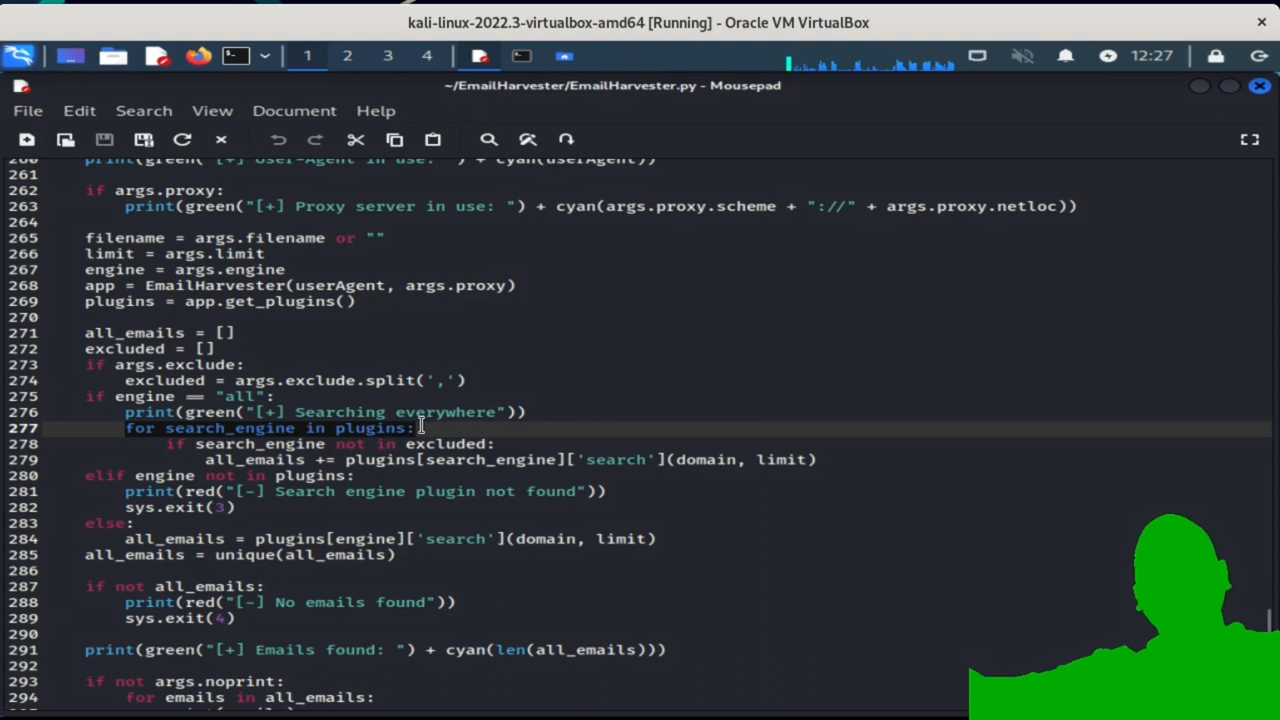 kali-linux-2022.3-virtualbox-amd64 [Running] - Oracle VM VirtualBox
1 2 3 4 12:27
~/EmailHarvester/EmailHarvester.py - Mousepad
File Edit Search View Document Help
260 print(green("[+] User-Agent in use: ") + cyan(userAgent))
261
262 if args.proxy:
263 print(green("[+] Proxy server in use: ") + cyan(args.proxy.scheme + "://" + args.proxy.netloc))
264
265 filename = args.filename or ""
266 limit = args.limit
267 engine = args.engine
268 app = EmailHarvester(userAgent, args.proxy)
269 plugins = app.get_plugins()
270
271 all_emails = []
272 excluded = []
273 if args.exclude:
274 excluded = args.exclude.split(',')
275 if engine == "all":
276 print(green("[+] Searching everywhere"))
277 for search_engine in plugins:
278 if search_engine not in excluded:
279 all_emails += plugins[search_engine]['search'](domain, limit)
280 elif engine not in plugins:
281 print(red("[-] Search engine plugin not found"))
282 sys.exit(3)
283 else:
284 all_emails = plugins[engine]['search'](domain, limit)
285 all_emails = unique(all_emails)
286
287 if not all_emails:
288 print(red("[-] No emails found"))
289 sys.exit(4)
290
291 print(green("[+] Emails found: ") + cyan(len(all_emails)))
292
293 if not args.noprint:
294 for emails in all_emails: